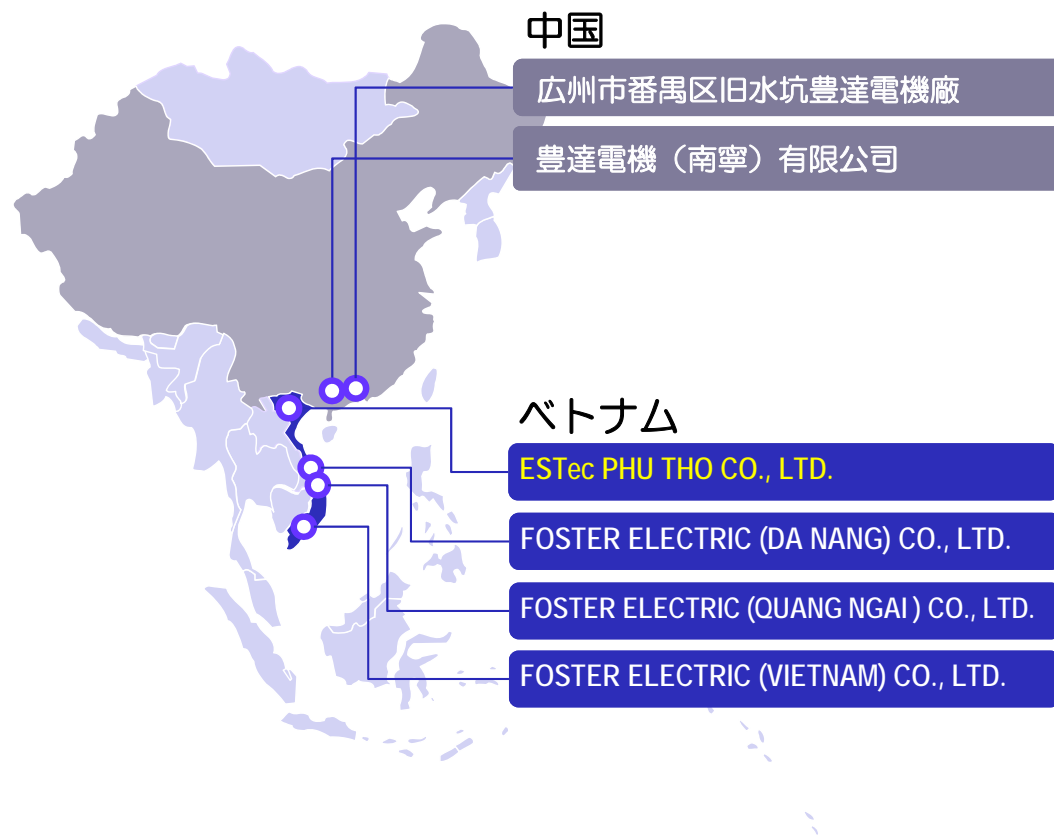 中国
広州市番禺区旧水坑豊達電機廠
豊達電機（南寧）有限公司
ベトナム
ESTec PHU THO CO., LTD.
FOSTER ELECTRIC (DA NANG) CO., LTD.
FOSTER ELECTRIC (QUANG NGAI) CO., LTD.
FOSTER ELECTRIC (VIETNAM) CO., LTD.